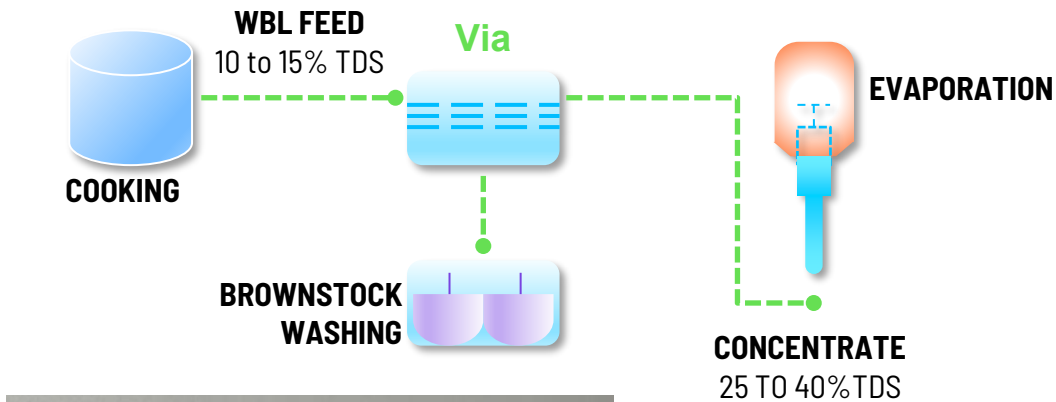 WBL FEED
10 to 15% TDS
Via
EVAPORATION
COOKING
BROWNSTOCK
WASHING
CONCENTRATE
25 TO 40%TDS